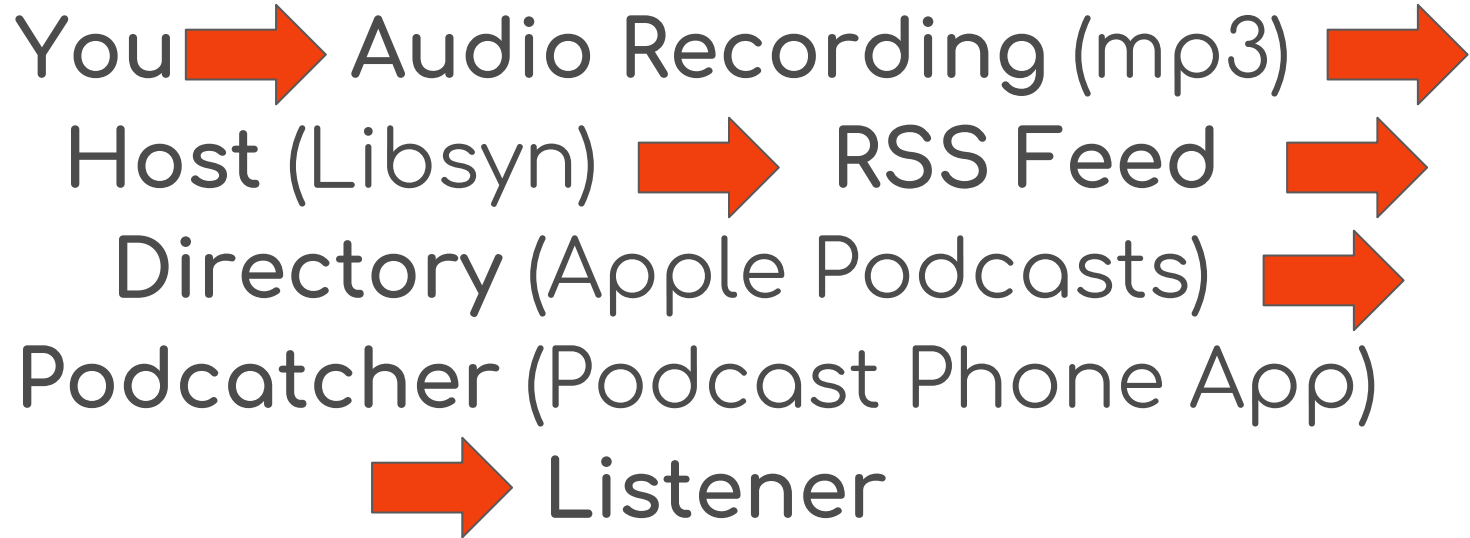 You Audio Recording (mp3)
Host (Libsyn) RSS Feed
Directory (Apple Podcasts)
Podcatcher (Podcast Phone App)
Listener